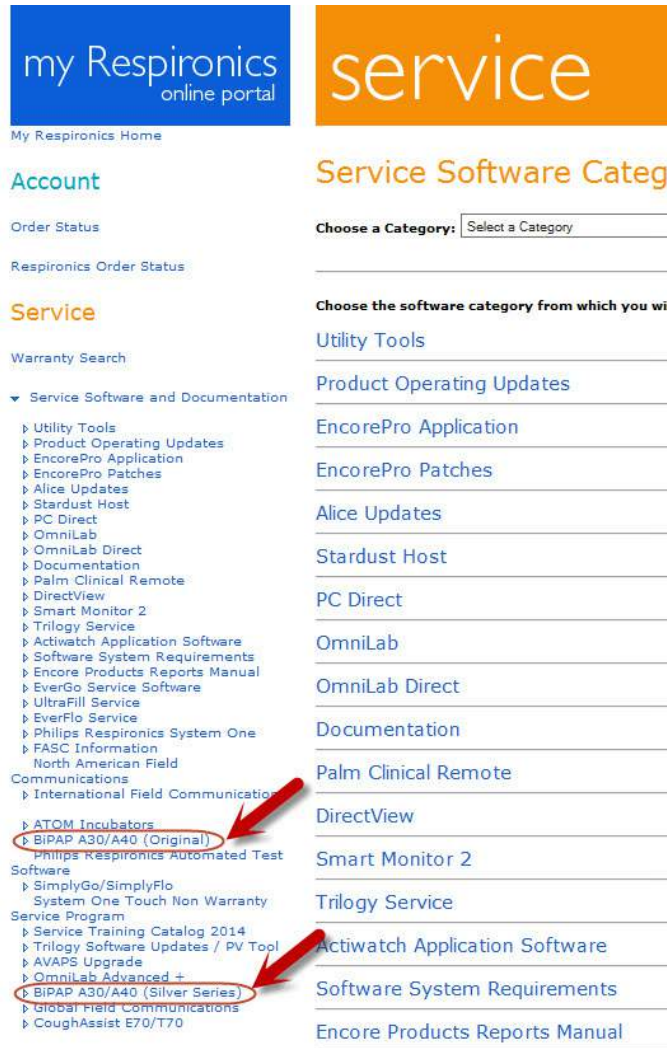 my Respironics
online portal
My Respironics Home
Account
Order Status
Respironics Order Status
Service
Warranty Search
Service Software and Documentation
Utility Tools
Product Operating Updates
EncorePro Application
EncorePro Patches
Alice Updates
Stardust Host
PC Direct
OmniLab
OmniLab Direct
Documentation
Palm Clinical Remote
DirectView
Smart Monitor 2
Trilogy Service
Actiwatch Application Software
Software System Requirements
Encore Products Reports Manual
EverGo Service Software
UltraFill Service
EverFlo Service
Philips Respironics System One
FASC Information
North American Field
Communications
International Field Communication
ATOM Incubators
BiPAP A30/A40 (Original)
Philips Respironics Automated Test
Software
SimplyGo/SimplyFlo
System One Touch Non Warranty
Service Program
Service Training Catalog 2014
Trilogy Software Updates / PV Tool
AVAPS Upgrade
OmniLab Advanced +
BiPAP A30/A40 (Silver Series)
Global Field Communications
CoughAssist E70/T70
service
Service Software Categ
Choose a Category: Select a Category
Choose the software category from which you wi
Utility Tools
Product Operating Updates
EncorePro Application
EncorePro Patches
Alice Updates
Stardust Host
PC Direct
OmniLab
OmniLab Direct
Documentation
Palm Clinical Remote
DirectView
Smart Monitor 2
Trilogy Service
Actiwatch Application Software
Software System Requirements
Encore Products Reports Manual